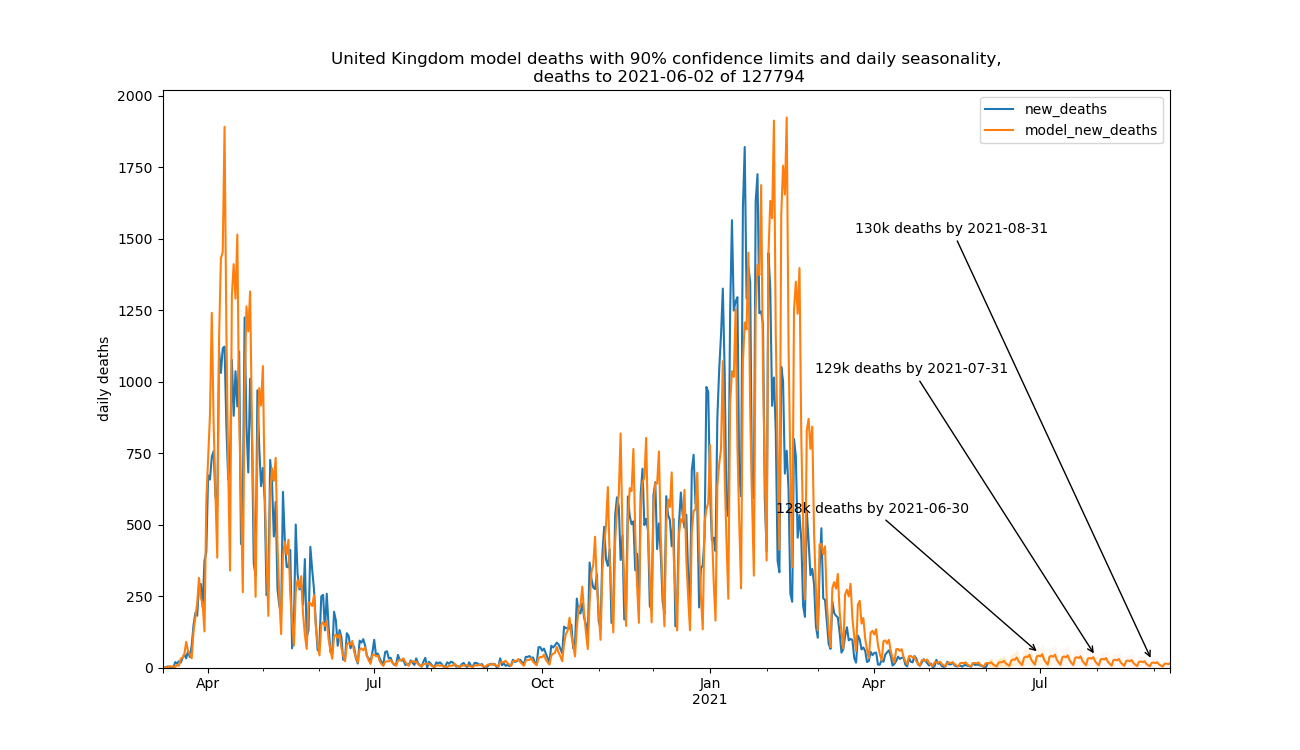 United Kingdom model deaths with 90% confidence limits and daily seasonality,
deaths to 2021-06-02 of 127794
2000
1750
1500
1250
1000
750
500
250
0
daily deaths
new_deaths
model_new_deaths
130k deaths by 2021-08-31
129k deaths by 2021-07-31
128k deaths by 2021-06-30
Apr
Jul
Oct
Jan
2021
Apr
Jul